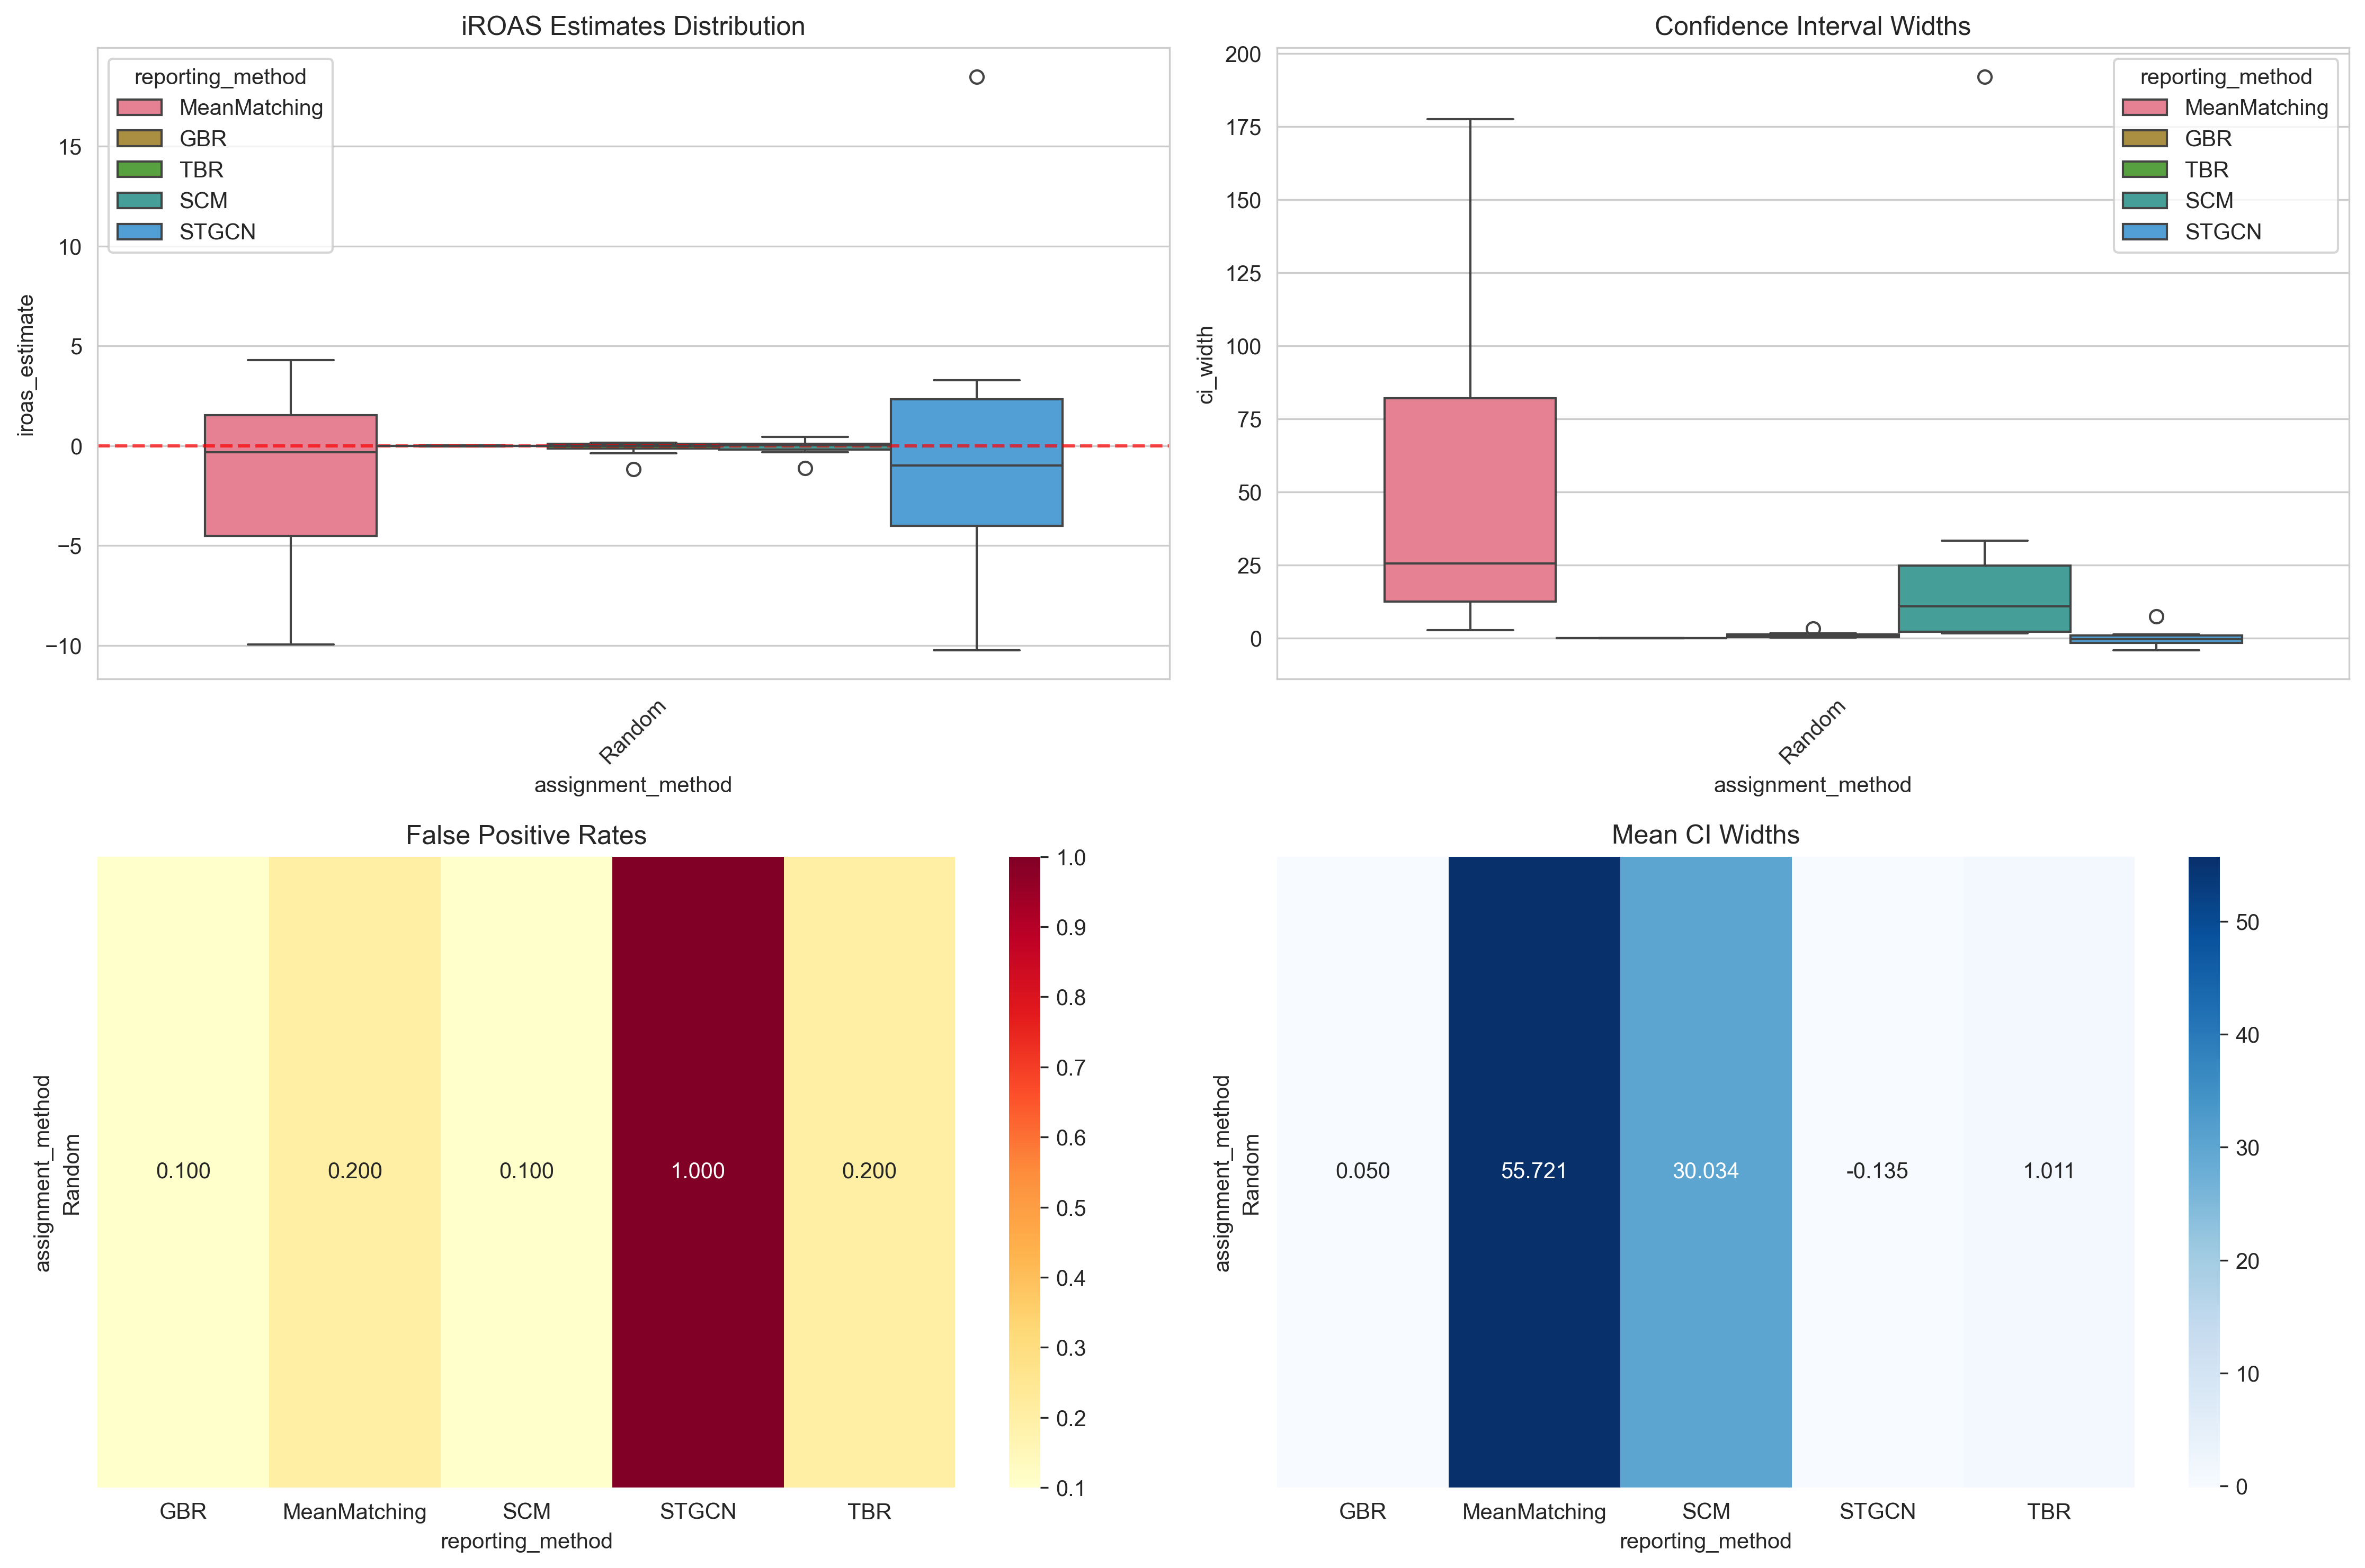 iROAS Estimates Distribution
reporting_method
MeanMatching
GBR
TBR
SCM
STGCN
15
10
5
0
−5
−10
iroas_estimate
Random
assignment_method
Confidence Interval Widths
reporting_method
MeanMatching
GBR
TBR
SCM
STGCN
200
175
150
125
100
75
50
25
0
ci_width
Random
assignment_method
False Positive Rates
assignment_method
Random
0.100 0.200 0.100 1.000 0.200
GBR MeanMatching SCM STGCN TBR
reporting_method
1.0
0.9
0.8
0.7
0.6
0.5
0.4
0.3
0.2
0.1
Mean CI Widths
assignment_method
Random
0.050 55.721 30.034 -0.135 1.011
GBR MeanMatching SCM STGCN TBR
reporting_method
50
40
30
20
10
0